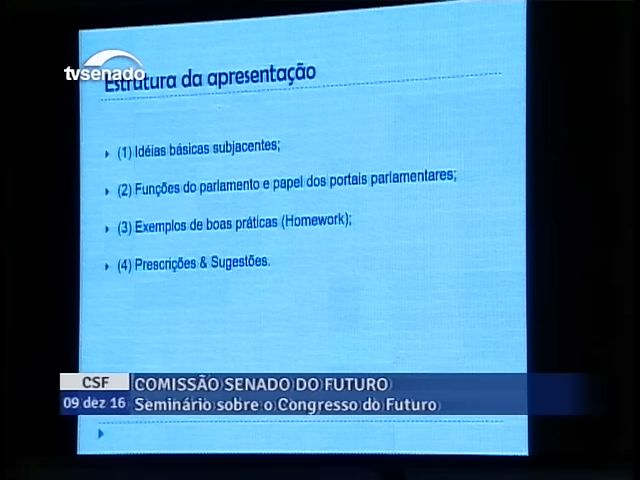 tvsenado
Estrutura da apresentação
(1) Idéias básicas subjacentes;
(2) Funções do parlamento e papel dos portais parlamentares;
(3) Exemplos de boas práticas (Homework);
(4) Prescrições & Sugestões.
CSF COMISSÃO SENADO DO FUTURO
09 dez 16 Seminário sobre o Congresso do Futuro